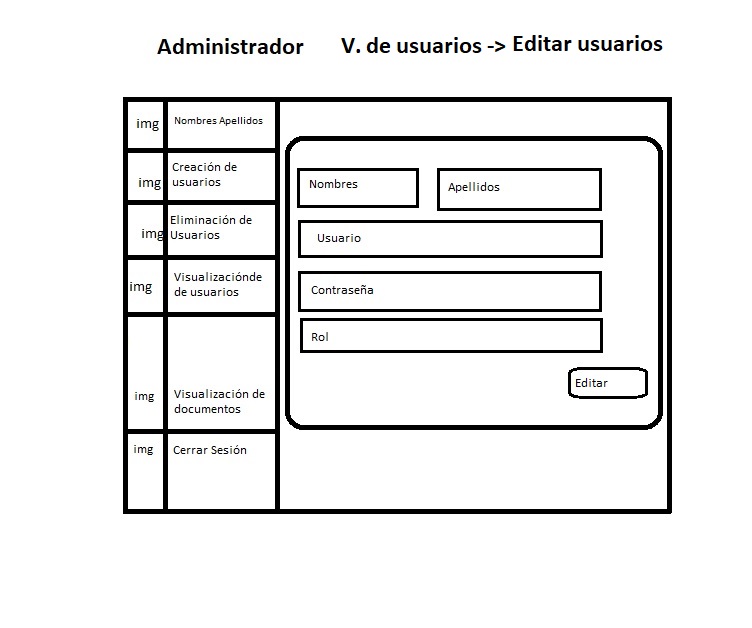 Administrador V. de usuarios -> Editar usuarios
img Nombres Apellidos
img Creación de
usuarios
img Eliminación de
Usuarios
img Visualizaciónde
de usuarios
img Visualización de
documentos
img Cerrar Sesión
Nombres Apellidos
Usuario
Contraseña
Rol
Editar